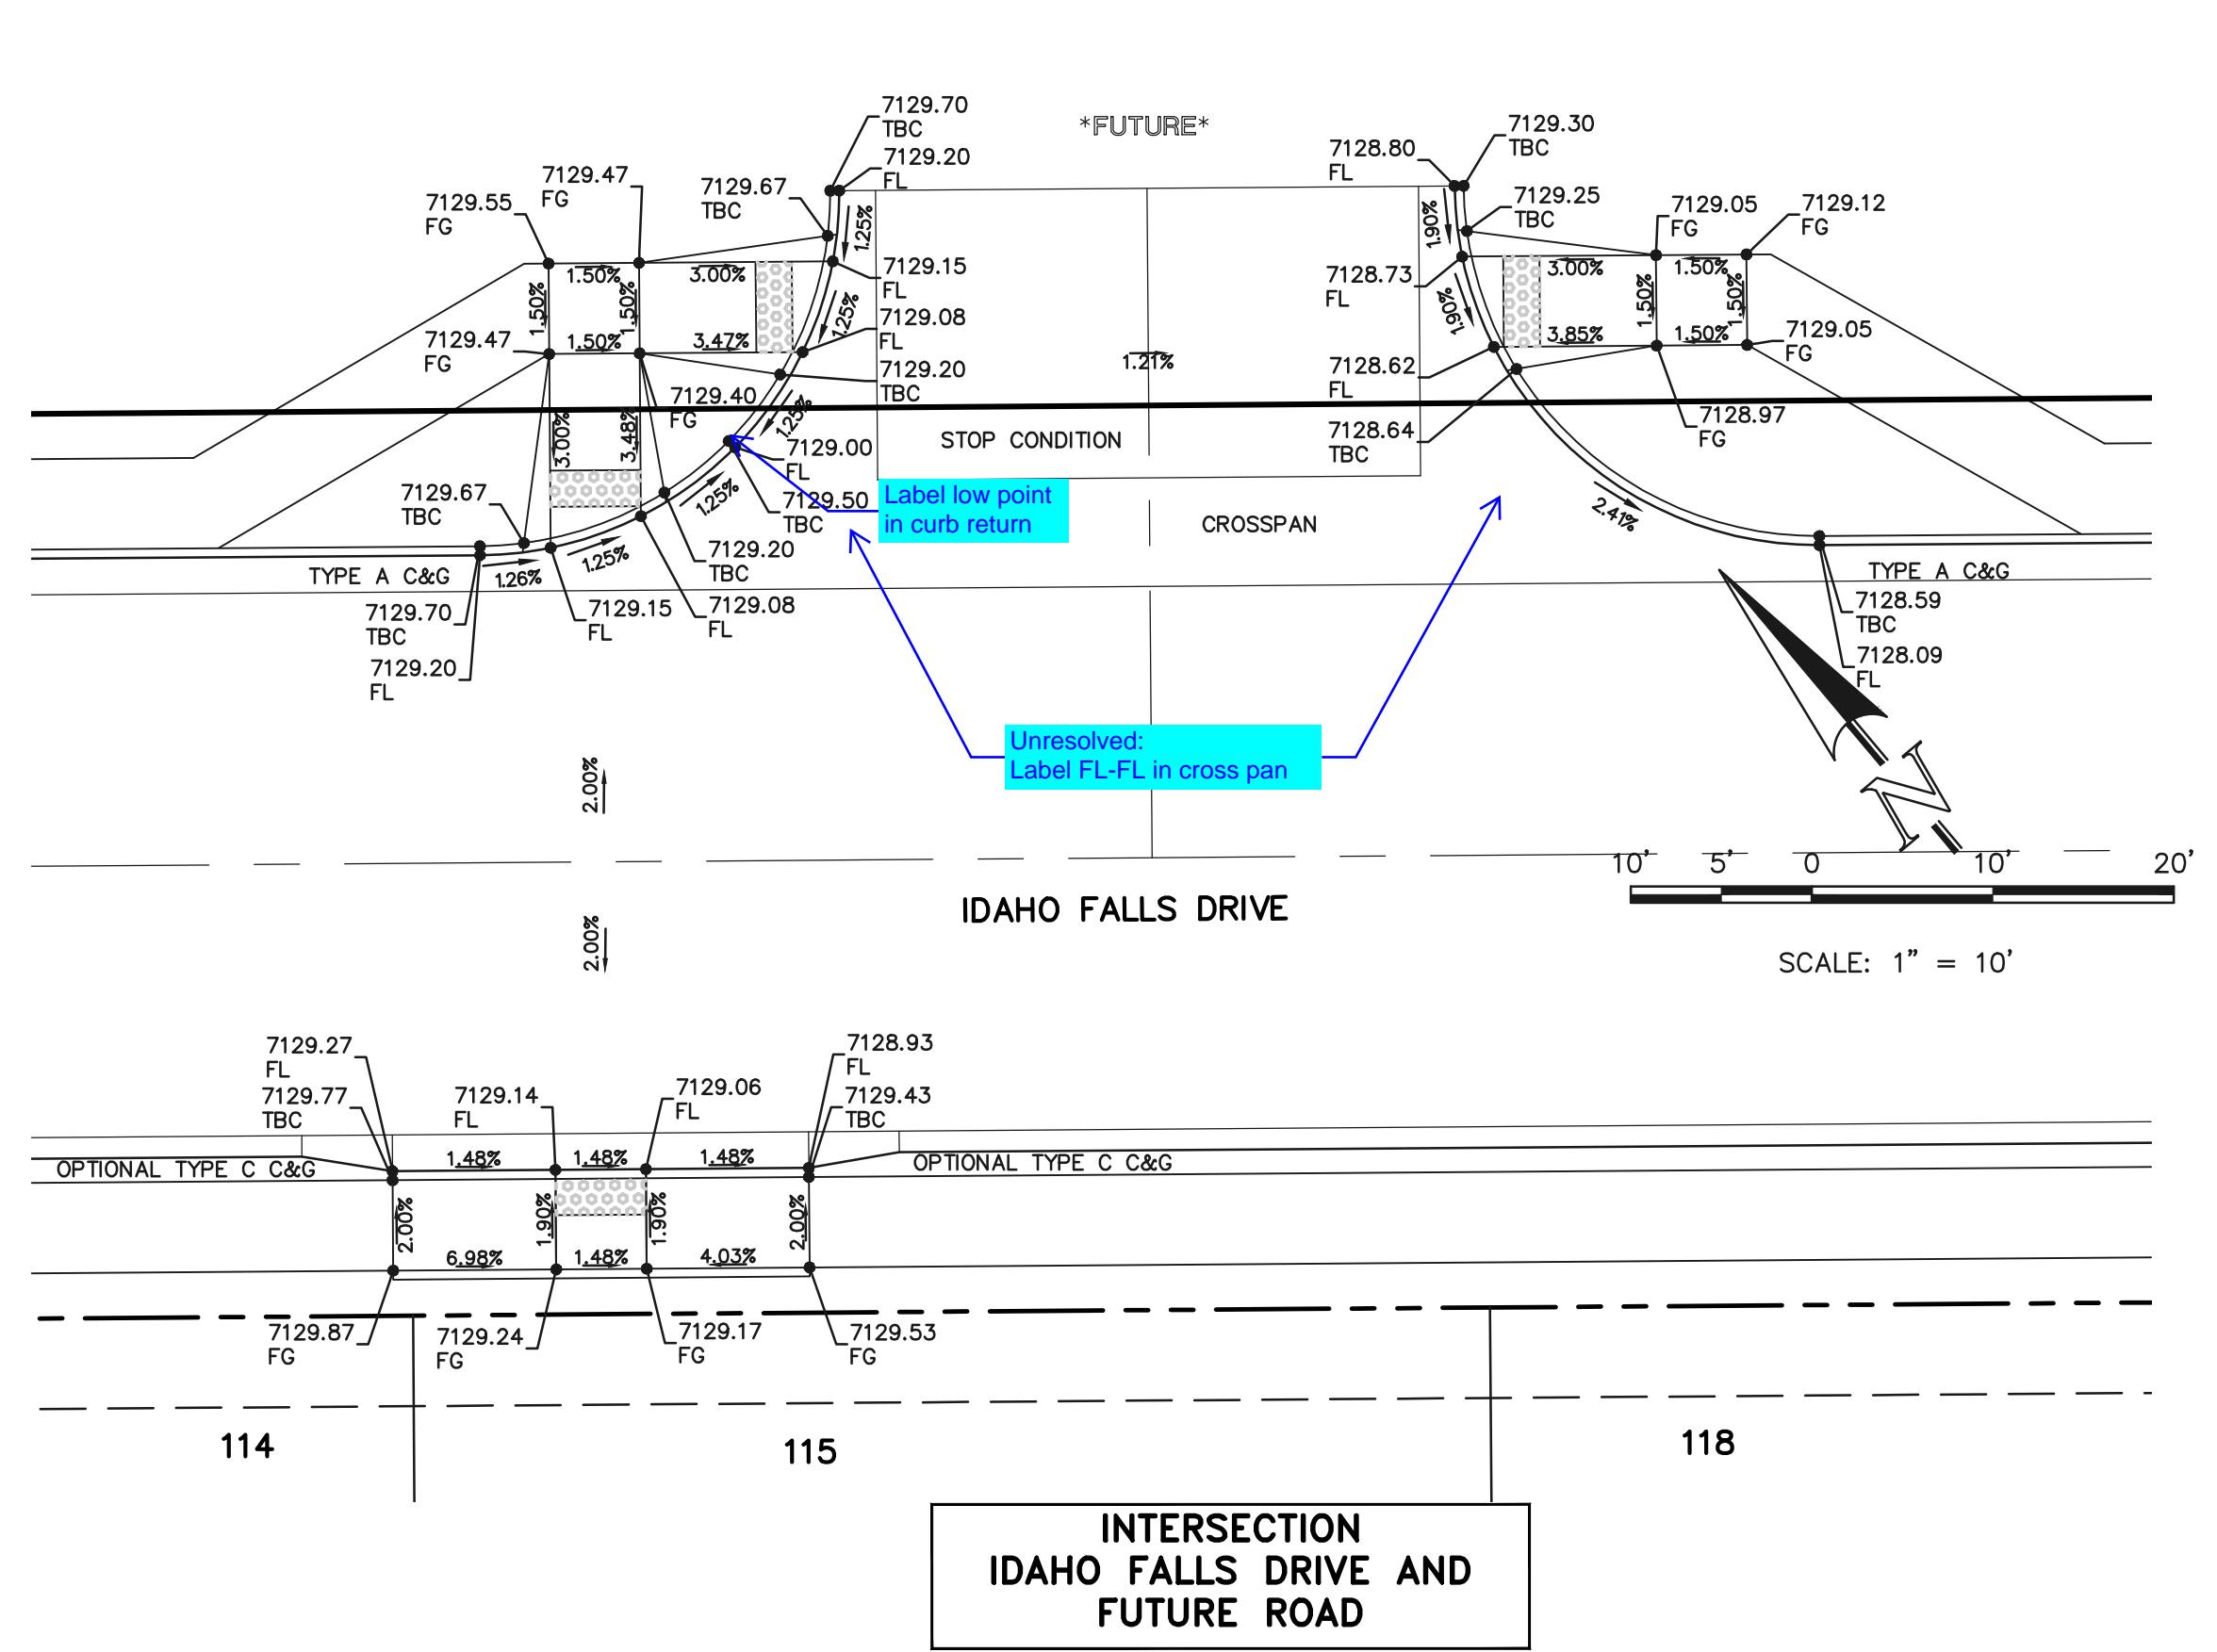 7129.70
TBC
*FUTURE*
7129.30
TBC
7129.20
FL
7128.80
FL
7129.47
FG
7129.67
TBC
7129.55
FG
7129.25
TBC
7129.05
FG
7129.12
FG
1.25%
1.90%
1.50%
3.00%
7129.15
FL
7128.73
FL
3.00%
1.50%
1.50%
1.50%
1.25%
7129.08
FL
1.90%
1.50%
1.50%
7129.47
FG
1.50%
3.47%
1.21%
3.85%
1.50%
7129.05
FG
7129.20
TBC
7128.62
FL
7129.40
FG
1.25%
7128.97
FG
3.00%
3.48%
STOP CONDITION
7128.64
TBC
7129.00
FL
7129.67
TBC
1.25%
7129.50
TBC
Label low point
in curb return
CROSSPAN
2.41%
TYPE A C&G
1.26%
1.25%
7129.20
TBC
TYPE A C&G
7129.70
TBC
7129.15
FL
7129.08
FL
7128.59
TBC
7129.20
FL
7128.09
FL
Unresolved:
Label FL-FL in cross pan
2.00%
N
10' 5' 0 10' 20'
IDAHO FALLS DRIVE
2.00%
SCALE: 1" = 10'
7129.27
FL
7128.93
FL
7129.77
TBC
7129.14
FL
7129.06
FL
7129.43
TBC
OPTIONAL TYPE C C&G
1.48%
1.48%
1.48%
OPTIONAL TYPE C C&G
2.00%
1.90%
1.90%
2.00%
6.98%
1.48%
4.03%
7129.87
FG
7129.24
FG
7129.17
FG
7129.53
FG
114
115
118
INTERSECTION
IDAHO FALLS DRIVE AND
FUTURE ROAD